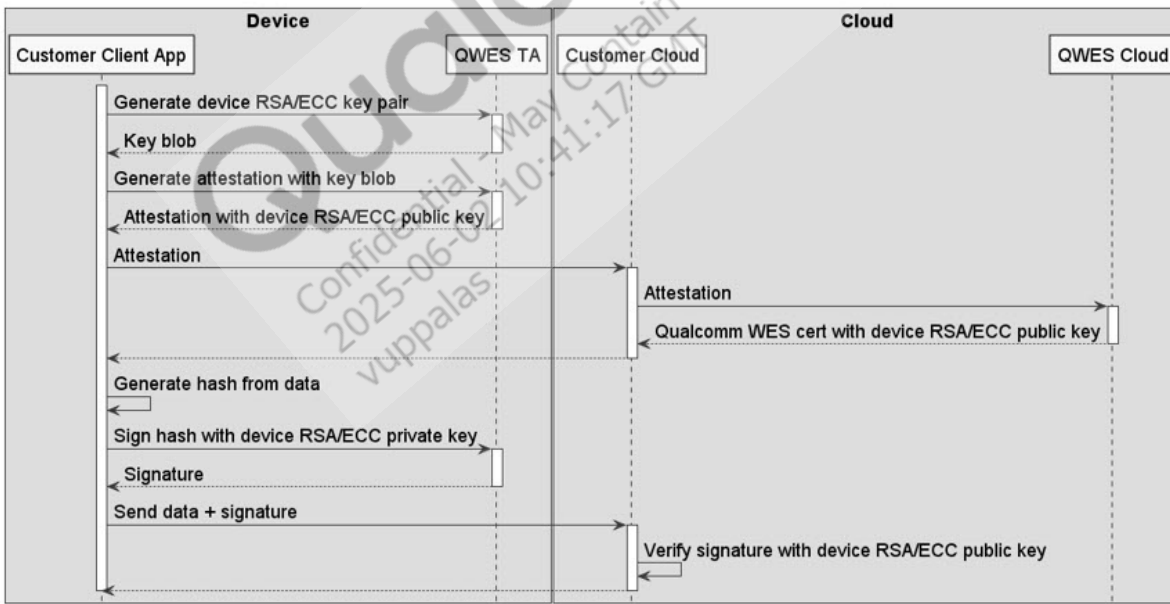 Device
Cloud
Customer Client App
QWES TA
Customer Cloud
QWES Cloud
Generate device RSA/ECC key pair
Key blob
Generate attestation with key blob
Attestation with device RSA/ECC public key
Attestation
Attestation
Qualcomm WES cert with device RSA/ECC public key
Generate hash from data
Sign hash with device RSA/ECC private key
Signature
Send data + signature
Verify signature with device RSA/ECC public key
Qual
Confidential - May Contain
2025-06-02 10:41:17 GMT
vuppalas